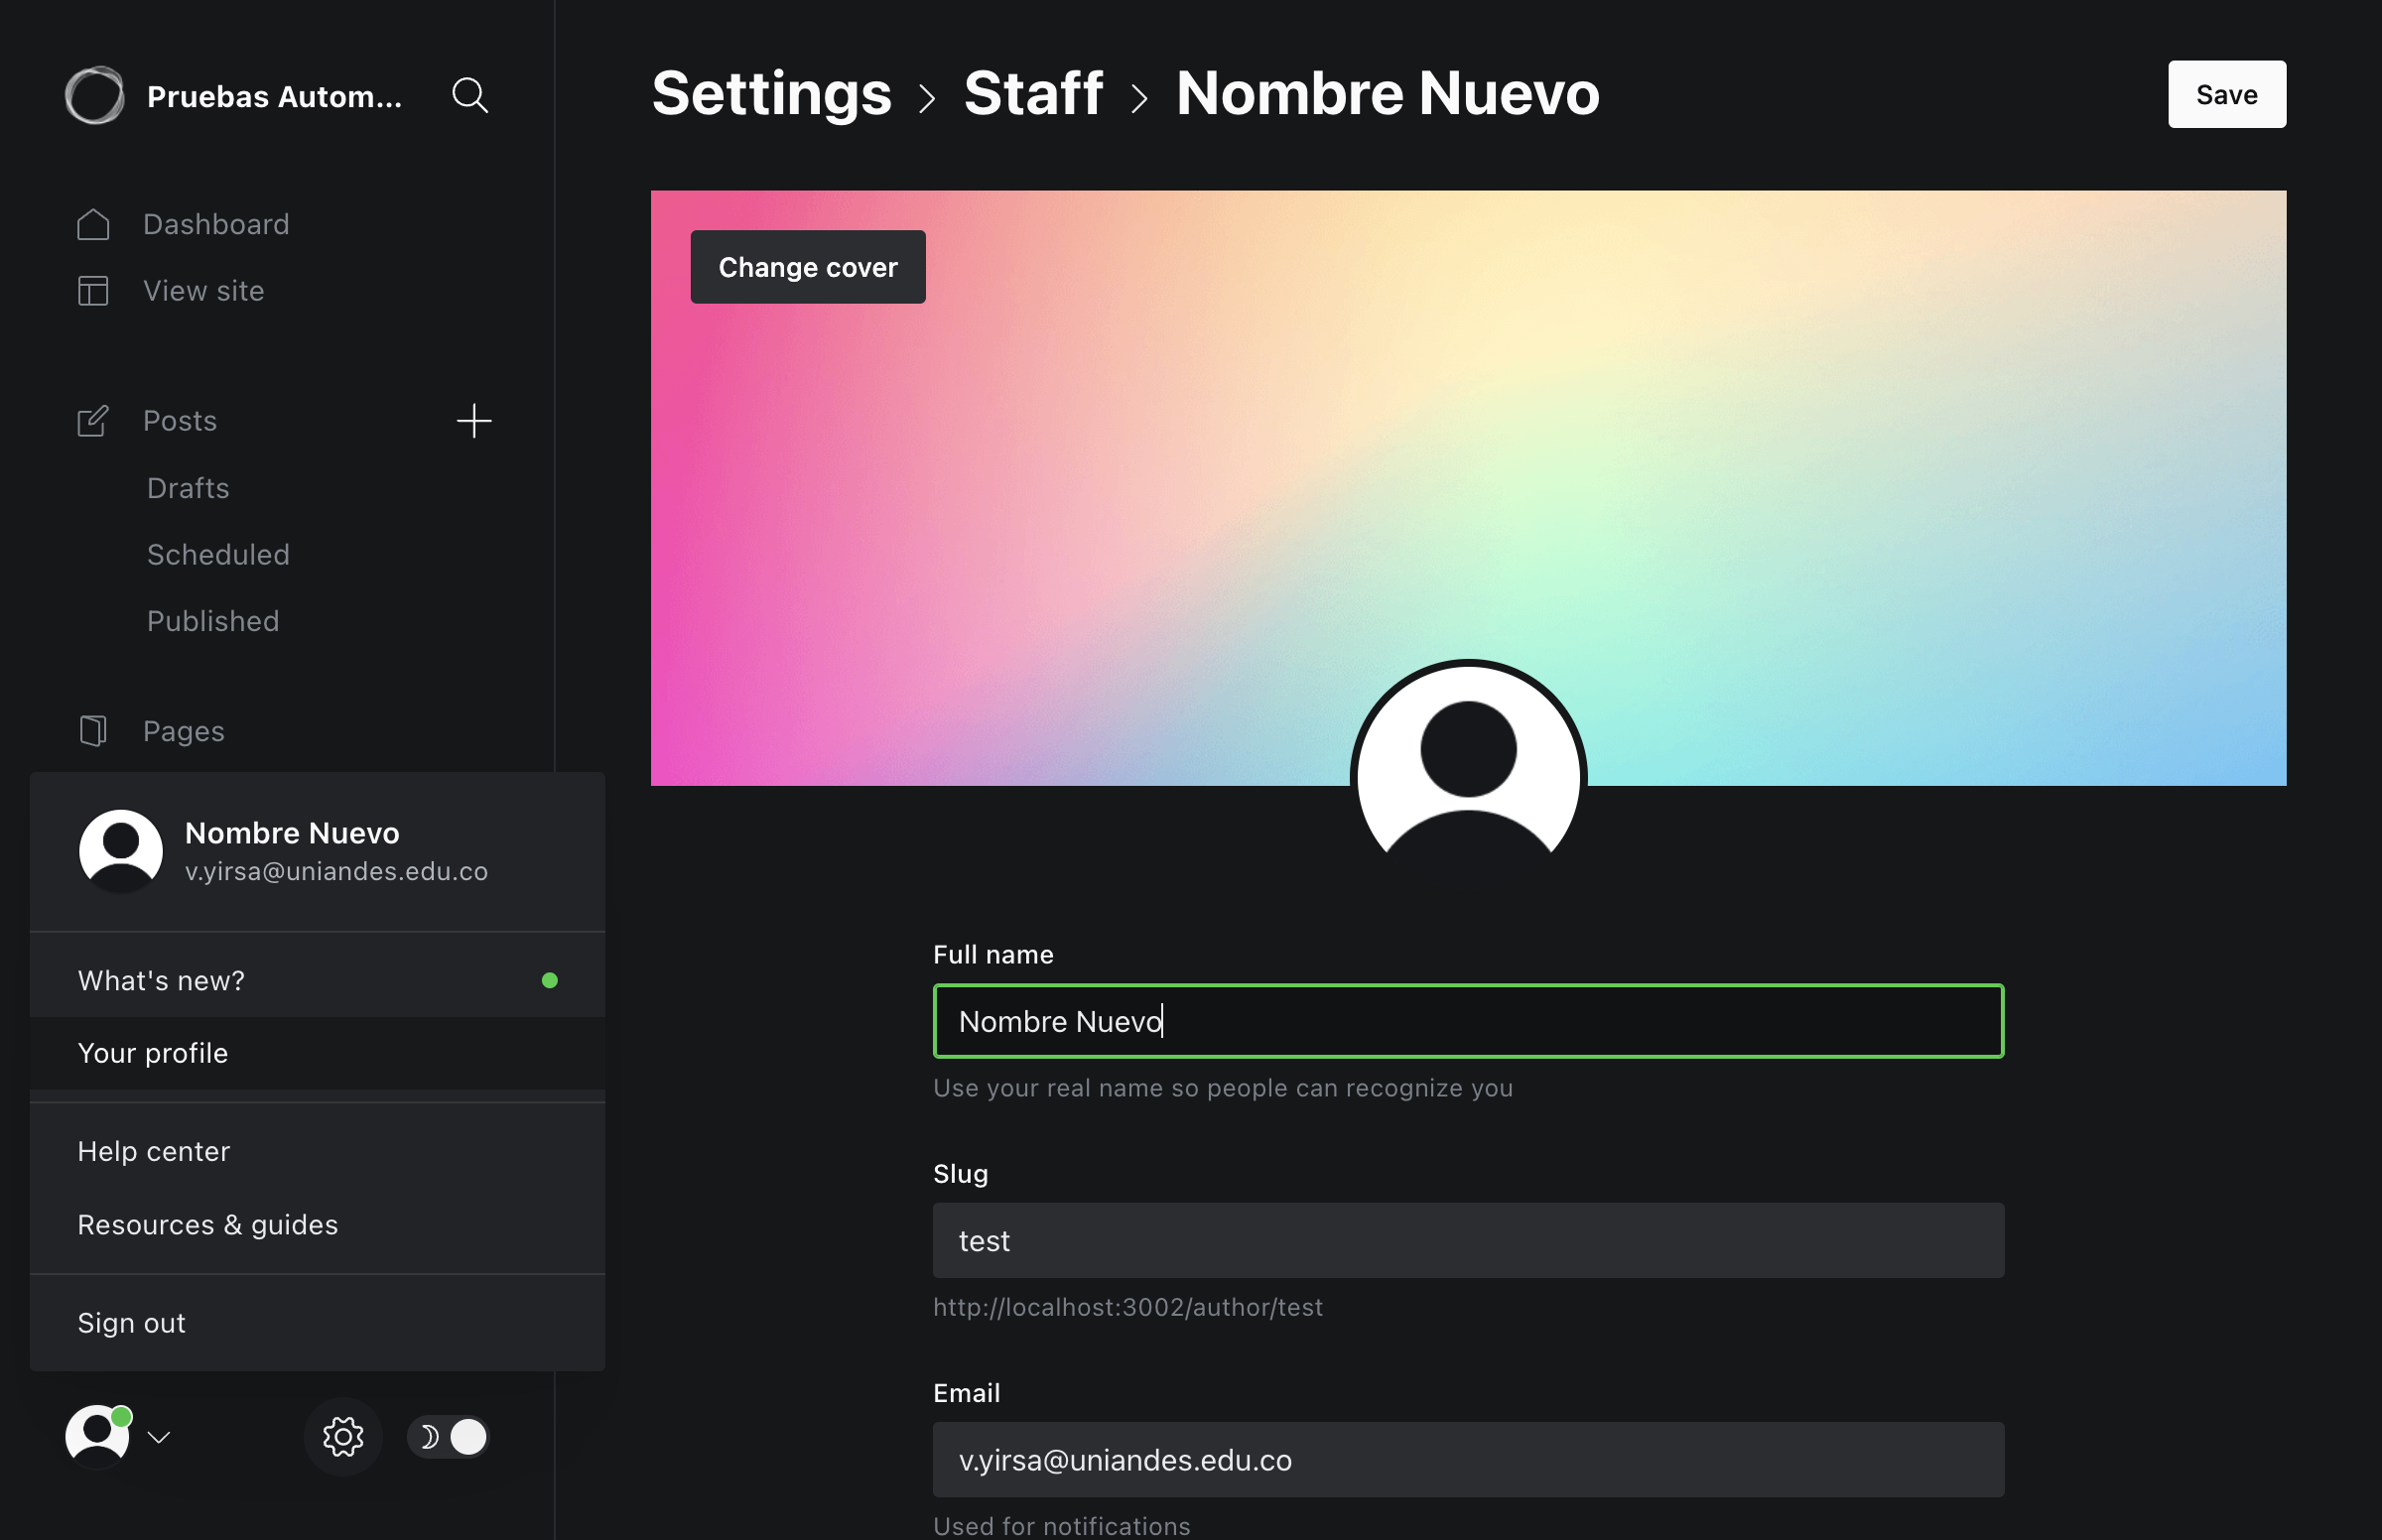 Pruebas Autom...
Dashboard
View site
Posts
Drafts
Scheduled
Published
Pages
Nombre Nuevo
v.yirsa@uniandes.edu.co
What's new?
Your profile
Help center
Resources & guides
Sign out
Settings > Staff > Nombre Nuevo
Save
Change cover
Full name
Nombre Nuevo
Use your real name so people can recognize you
Slug
test
http://localhost:3002/author/test
Email
v.yirsa@uniandes.edu.co
Used for notifications